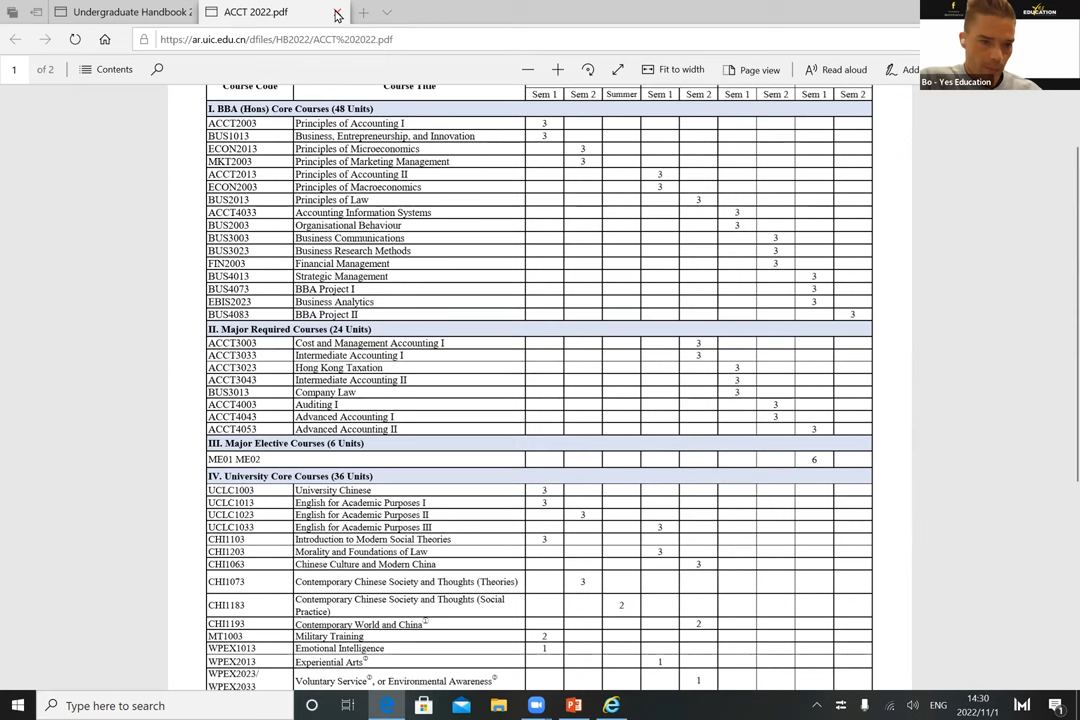 Undergraduate Handbook 2
ACCT 2022.pdf
https://ar.uic.edu.cn/dfiles/HB2022/ACCT%202022.pdf
1 of 2 Contents Fit to width Page view Read aloud Add
EDUCATION
Bo - Yes Education
Course Code Course Title Sem 1 Sem 2 Summer Sem 1 Sem 2 Sem 1 Sem 2 Sem 1 Sem 2
I. BBA (Hons) Core Courses (48 Units)
ACCT2003 Principles of Accounting I 3
BUS1013 Business, Entrepreneurship, and Innovation 3
ECON2013 Principles of Microeconomics 3
MKT2003 Principles of Marketing Management 3
ACCT2013 Principles of Accounting II 3
ECON2003 Principles of Macroeconomics 3
BUS2013 Principles of Law 3
ACCT4033 Accounting Information Systems 3
BUS2003 Organisational Behaviour 3
BUS3003 Business Communications 3
BUS3023 Business Research Methods 3
FIN2003 Financial Management 3
BUS4013 Strategic Management 3
BUS4073 BBA Project I 3
EBIS2023 Business Analytics 3
BUS4083 BBA Project II 3
II. Major Required Courses (24 Units)
ACCT3003 Cost and Management Accounting I 3
ACCT3033 Intermediate Accounting I 3
ACCT3023 Hong Kong Taxation 3
ACCT3043 Intermediate Accounting II 3
BUS3013 Company Law 3
ACCT4003 Auditing I 3
ACCT4043 Advanced Accounting I 3
ACCT4053 Advanced Accounting II 3
III. Major Elective Courses (6 Units)
ME01 ME02 6
IV. University Core Courses (36 Units)
UCLC1003 University Chinese 3
UCLC1013 English for Academic Purposes I 3
UCLC1023 English for Academic Purposes II 3
UCLC1033 English for Academic Purposes III 3
CHI1103 Introduction to Modern Social Theories 3
CHI1203 Morality and Foundations of Law 3
CHI1063 Chinese Culture and Modern China 3
CHI1073 Contemporary Chinese Society and Thoughts (Theories) 3
CHI1183 Contemporary Chinese Society and Thoughts (Social
Practice) 2
CHI1193 Contemporary World and China 2
MT1003 Military Training 2
WPEX1013 Emotional Intelligence 1
WPEX2013 Experiential Arts 1
WPEX2023/
WPEX2033 Voluntary Service, or Environmental Awareness 1
Type here to search
ENG
14:30
2022/11/1